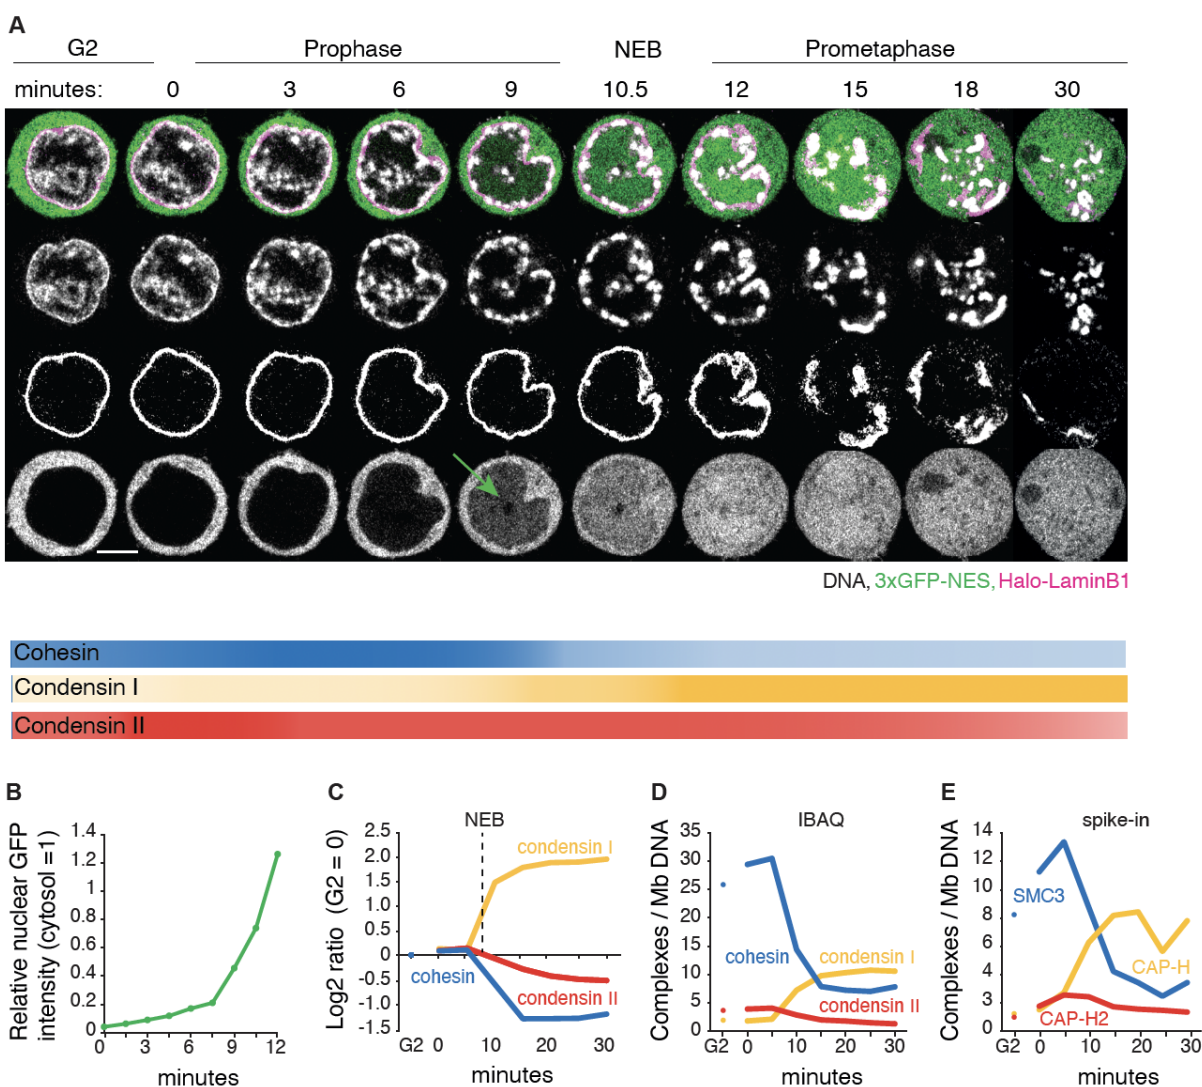 A
G2 Prophase NEB Prometaphase
minutes: 0 3 6 9 10.5 12 15 18 30
DNA, 3xGFP-NES, Halo-LaminB1
Cohesin
Condensin I
Condensin II
B
Relative nuclear GFP
intensity (cytosol =1)
1.4
1.2
1
0.8
0.6
0.4
0.2
0
0 3 6 9 12
minutes
C
NEB
Log2 ratio (G2 = 0)
2.5
2.0
1.5
1.0
0
-0.5
-1.0
-1.5
condensin I
cohesin
condensin II
G2 0 10 20 30
minutes
D
IBAQ
Complexes / Mb DNA
35
30
25
20
15
10
5
0
cohesin
condensin I
condensin II
G2 0 10 20 30
minutes
E
spike-in
Complexes / Mb DNA
14
12
10
8
6
4
2
0
SMC3
CAP-H
CAP-H2
G2 0 10 20 30
minutes